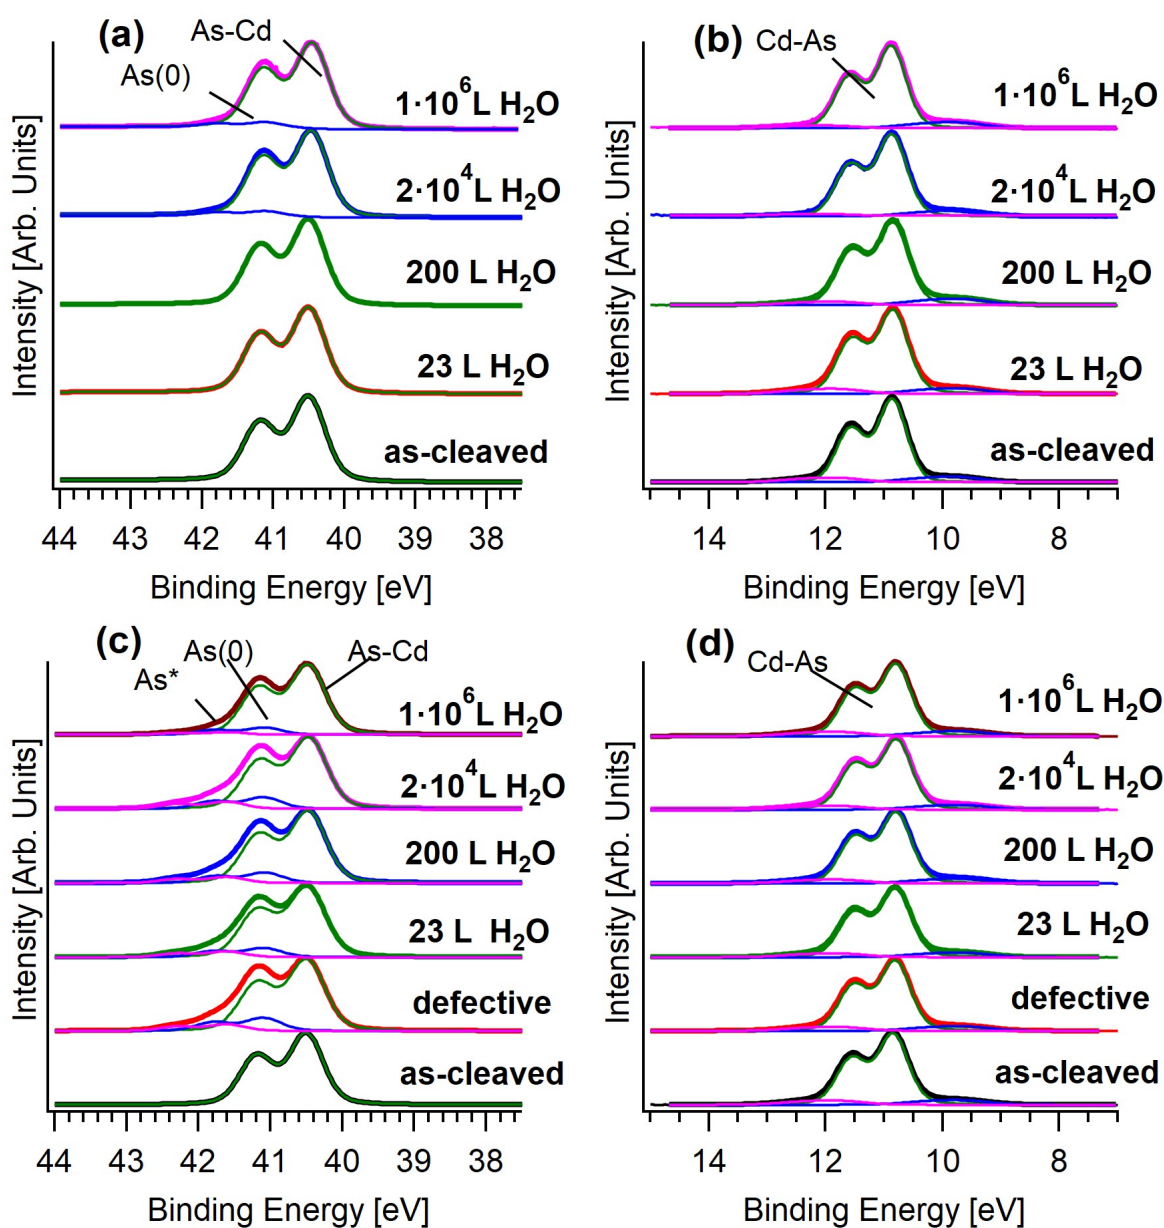 (a)
As-Cd
As(0)
1·10⁶L H₂O
2·10⁴L H₂O
200 L H₂O
23 L H₂O
as-cleaved
Intensity [Arb. Units]
44 43 42 41 40 39 38
Binding Energy [eV]
(b)
Cd-As
1·10⁶L H₂O
2·10⁴L H₂O
200 L H₂O
23 L H₂O
as-cleaved
Intensity [Arb. Units]
14 12 10 8
Binding Energy [eV]
(c)
As(0)
As-Cd
As*
1·10⁶L H₂O
2·10⁴L H₂O
200 L H₂O
23 L H₂O
defective
as-cleaved
Intensity [Arb. Units]
44 43 42 41 40 39 38
Binding Energy [eV]
(d)
Cd-As
1·10⁶L H₂O
2·10⁴L H₂O
200 L H₂O
23 L H₂O
defective
as-cleaved
Intensity [Arb. Units]
14 12 10 8
Binding Energy [eV]